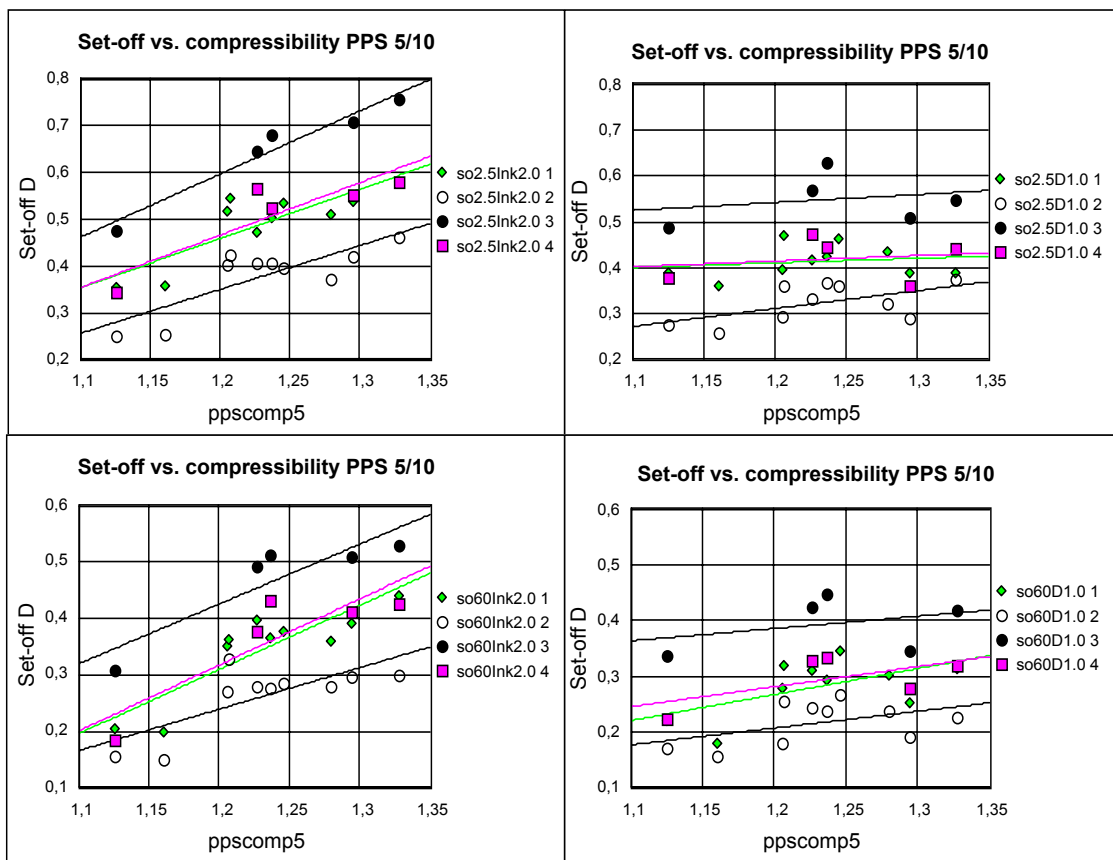 Set-off vs. compressibility PPS 5/10
0,8
0,7
0,6
0,5
0,4
0,3
0,2
Set-off D
1,1 1,15 1,2 1,25 1,3 1,35
ppscomp5
so2.5Ink2.0 1
so2.5Ink2.0 2
so2.5Ink2.0 3
so2.5Ink2.0 4
Set-off vs. compressibility PPS 5/10
0,8
0,7
0,6
0,5
0,4
0,3
0,2
Set-off D
1,1 1,15 1,2 1,25 1,3 1,35
ppscomp5
so2.5D1.0 1
so2.5D1.0 2
so2.5D1.0 3
so2.5D1.0 4
Set-off vs. compressibility PPS 5/10
0,6
0,5
0,4
0,3
0,2
0,1
Set-off D
1,1 1,15 1,2 1,25 1,3 1,35
ppscomp5
so60Ink2.0 1
so60Ink2.0 2
so60Ink2.0 3
so60Ink2.0 4
Set-off vs. compressibility PPS 5/10
0,6
0,5
0,4
0,3
0,2
0,1
Set-off D
1,1 1,15 1,2 1,25 1,3 1,35
ppscomp5
so60D1.0 1
so60D1.0 2
so60D1.0 3
so60D1.0 4